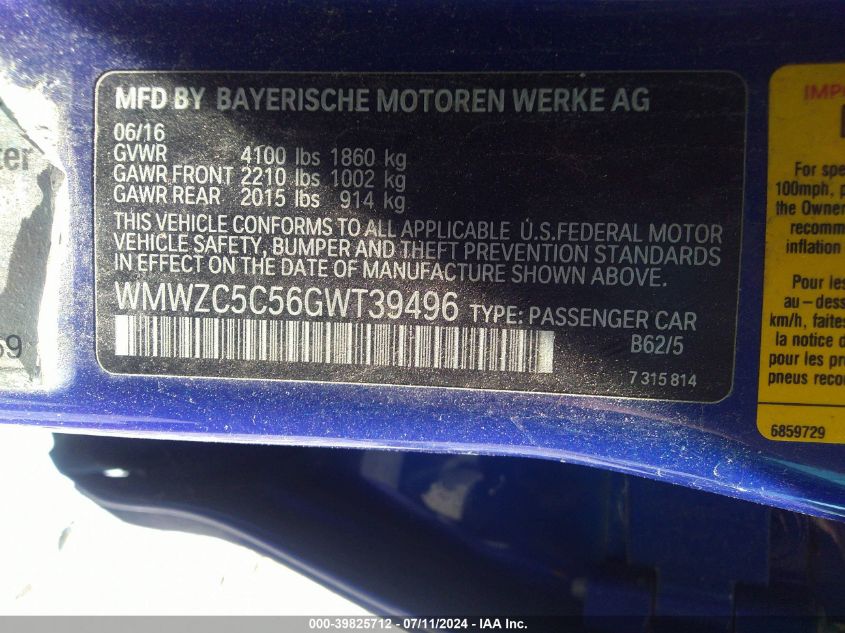 MFD BY BAYERISCHE MOTOREN WERKE AG
06/16
GVWR 4100 lbs 1860 kg
GAWR FRONT 2210 lbs 1002 kg
GAWR REAR 2015 lbs 914 kg
THIS VEHICLE CONFORMS TO ALL APPLICABLE U.S.FEDERAL MOTOR
VEHICLE SAFETY, BUMPER AND THEFT PREVENTION STANDARDS
IN EFFECT ON THE DATE OF MANUFACTURE SHOWN ABOVE.
WMWZC5C56GWT39496 TYPE: PASSENGER CAR
B62/5
7 315 814
For spe
100mph, p
the Owner
recomm
inflation
Pour les
au-dess
km/h, faites
la notice d
pour les p
pneus reco
6859729
000-39825712 - 07/11/2024 - IAA Inc.